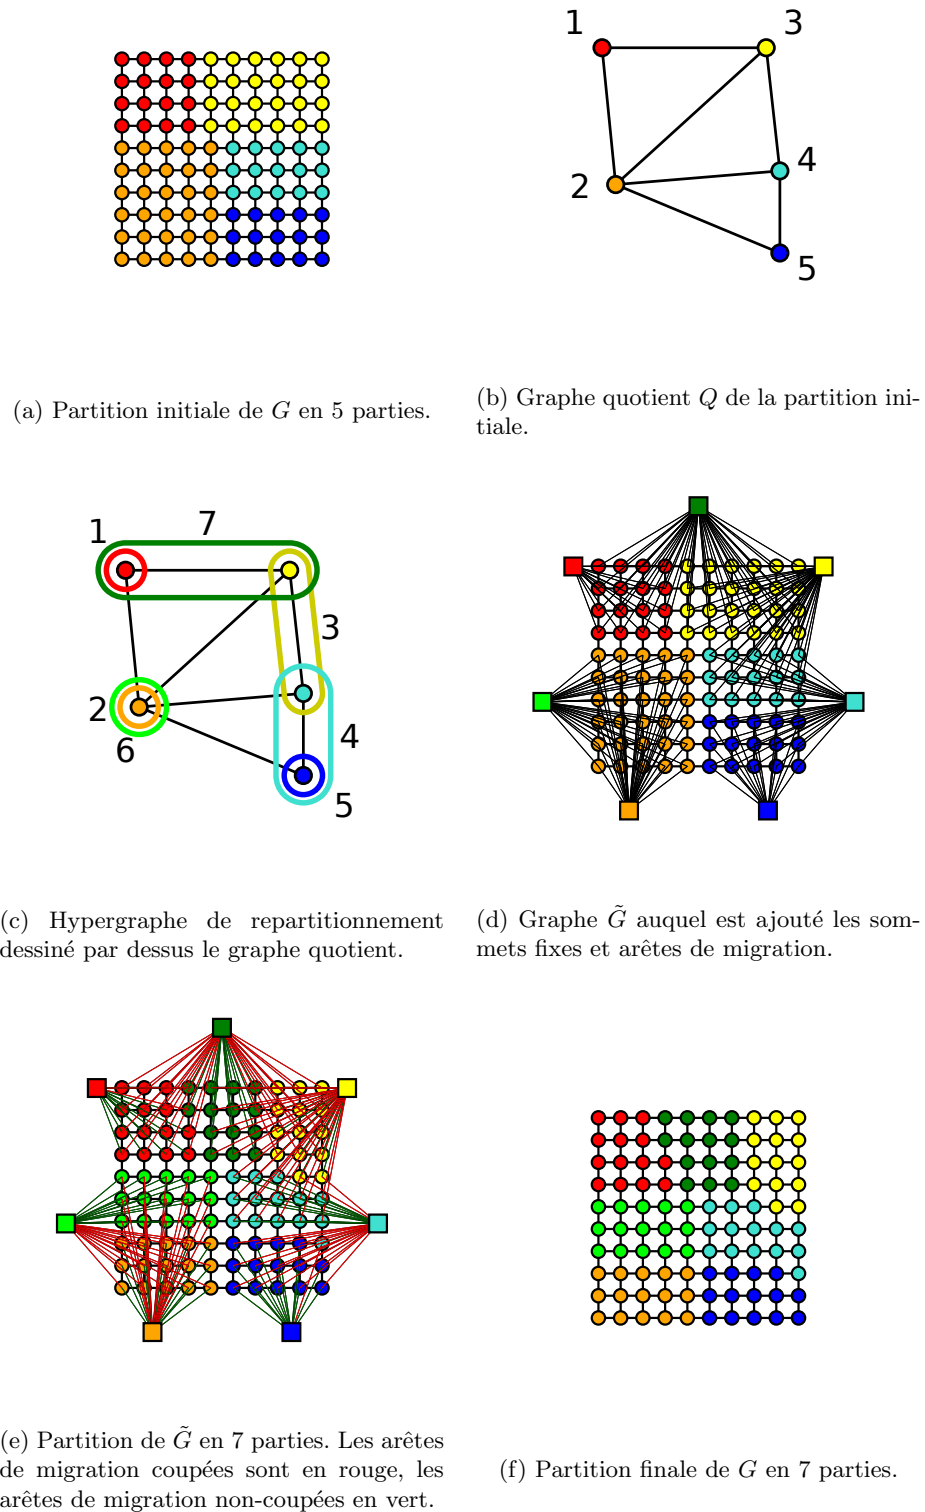 1
3
2
4
5
(a) Partition initiale de G en 5 parties.
(b) Graphe quotient Q de la partition ini-
tiale.
1
7
3
2
6
4
5
(c) Hypergraphe de repartitionnement
dessiné par dessus le graphe quotient.
(d) Graphe G̃ auquel est ajouté les som-
mets fixes et arêtes de migration.
(e) Partition de G̃ en 7 parties. Les arêtes
de migration coupées sont en rouge, les
arêtes de migration non-coupées en vert.
(f) Partition finale de G en 7 parties.